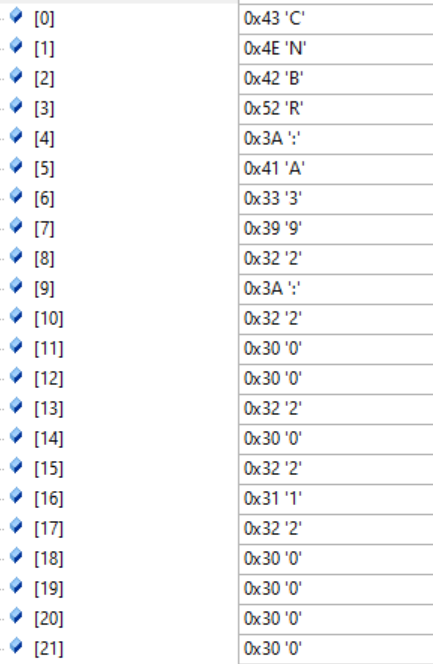 [0] 0x43 'C'
[1] 0x4E 'N'
[2] 0x42 'B'
[3] 0x52 'R'
[4] 0x3A ':'
[5] 0x41 'A'
[6] 0x33 '3'
[7] 0x39 '9'
[8] 0x32 '2'
[9] 0x3A ':'
[10] 0x32 '2'
[11] 0x30 '0'
[12] 0x30 '0'
[13] 0x32 '2'
[14] 0x30 '0'
[15] 0x32 '2'
[16] 0x31 '1'
[17] 0x32 '2'
[18] 0x30 '0'
[19] 0x30 '0'
[20] 0x30 '0'
[21] 0x30 '0'